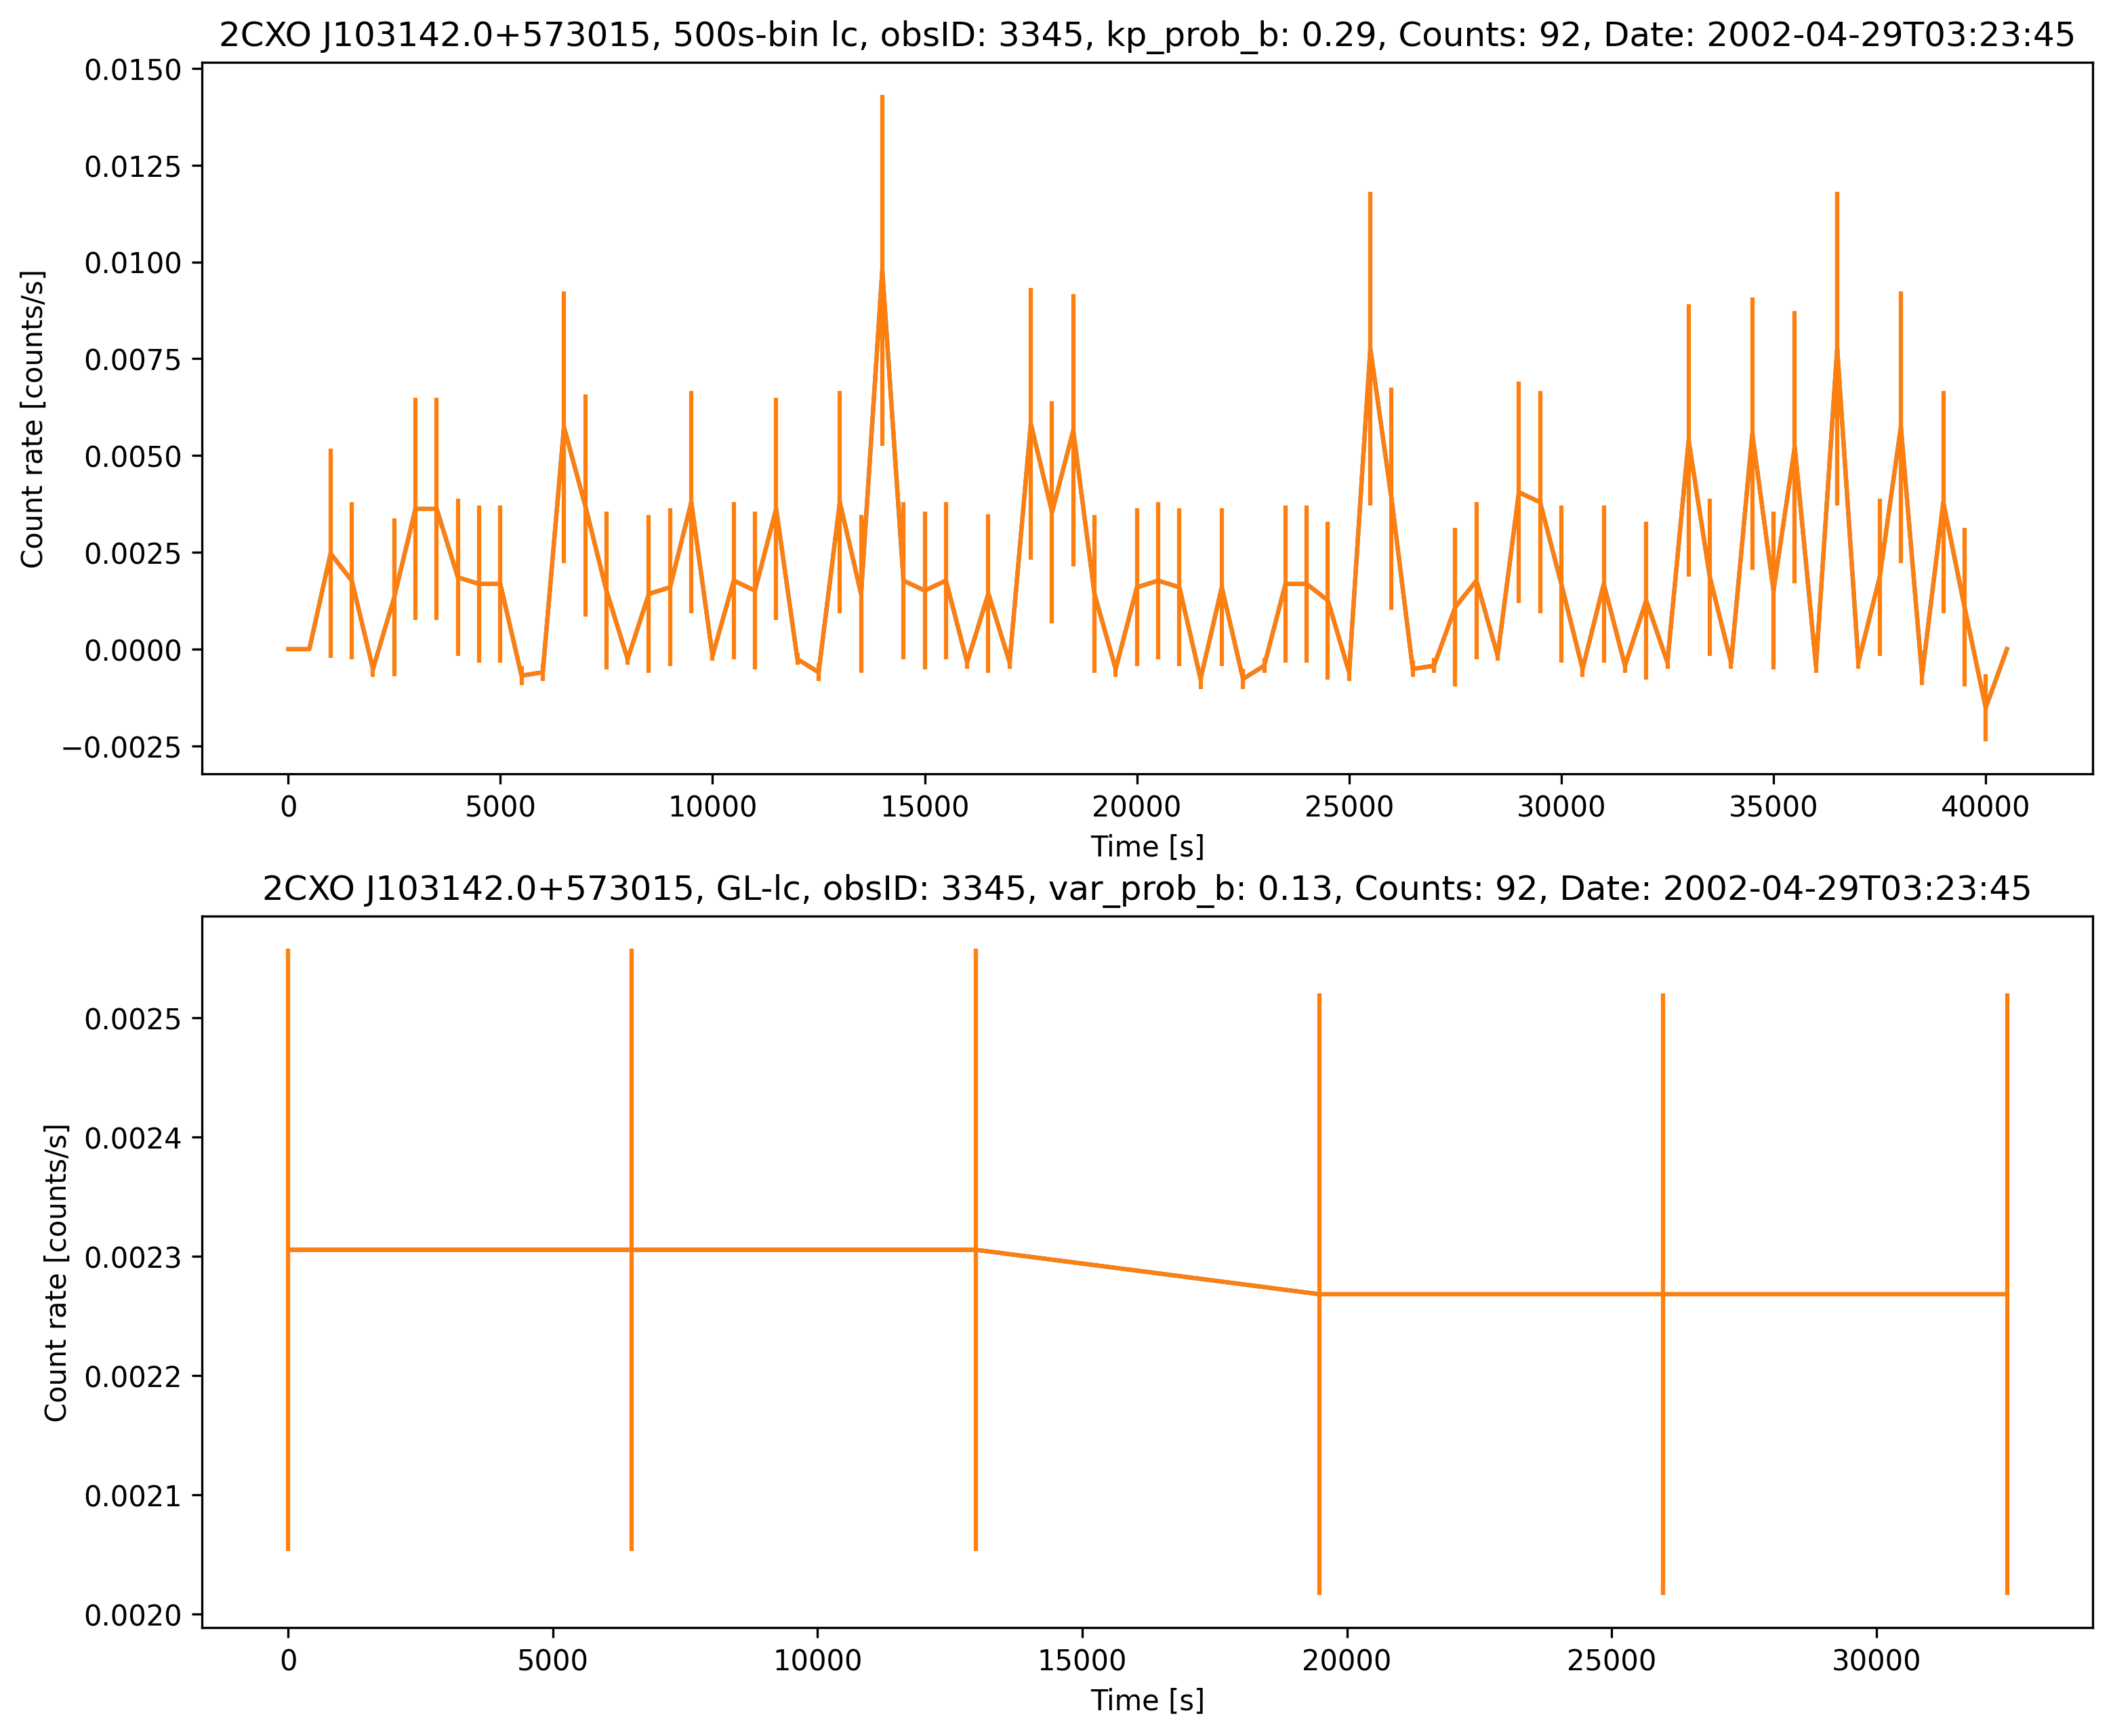 2CXO J103142.0+573015, 500s-bin lc, obsID: 3345, kp_prob_b: 0.29, Counts: 92, Date: 2002-04-29T03:23:45
0.0150
0.0125
0.0100
0.0075
0.0050
0.0025
0.0000
−0.0025
Count rate [counts/s]
0 5000 10000 15000 20000 25000 30000 35000 40000
Time [s]
2CXO J103142.0+573015, GL-lc, obsID: 3345, var_prob_b: 0.13, Counts: 92, Date: 2002-04-29T03:23:45
0.0025
0.0024
0.0023
0.0022
0.0021
0.0020
Count rate [counts/s]
0 5000 10000 15000 20000 25000 30000
Time [s]